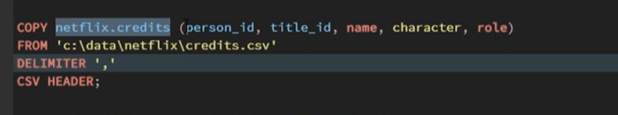 COPY netflix.credits (person_id, title_id, name, character, role)
FROM 'c:\data\netflix\credits.csv'
DELIMITER ','
CSV HEADER;